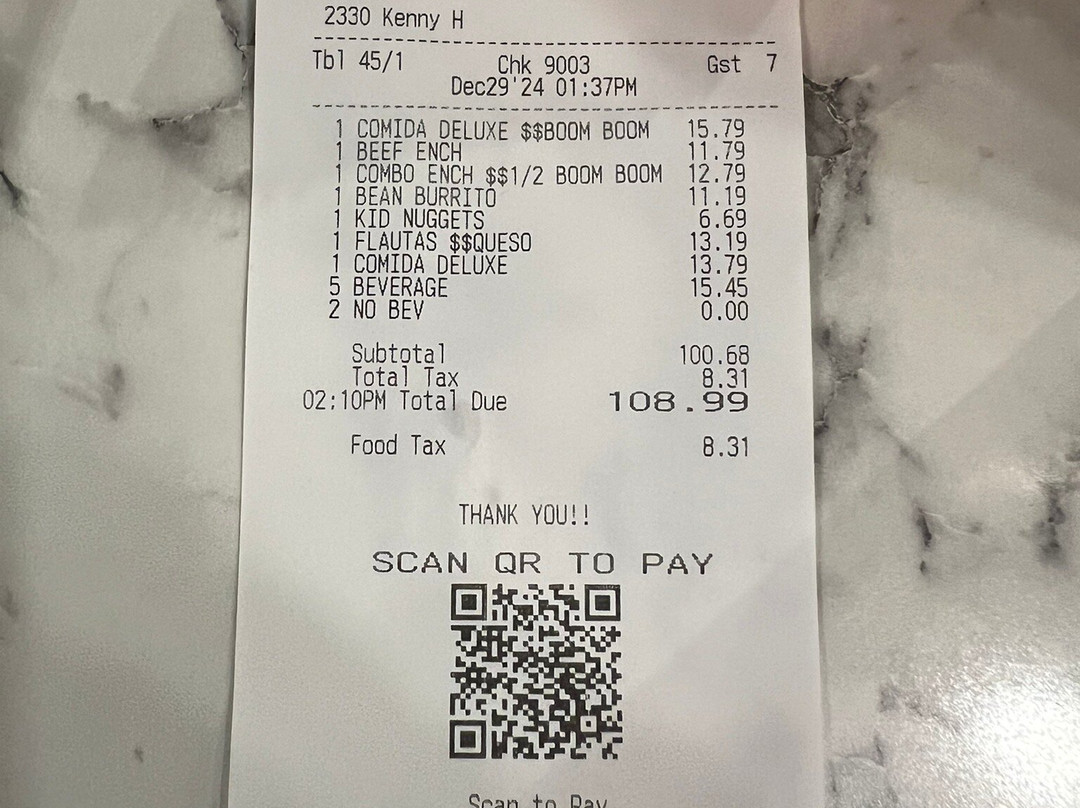 2330 Kenny H
Tbl 45/1 Chk 9003 Gst 7
Dec29'24 01:37PM
1 COMIDA DELUXE $$BOOM BOOM 15.79
1 BEEF ENCH 11.79
1 COMBO ENCH $$1/2 BOOM BOOM 12.79
1 BEAN BURRITO 11.19
1 KID NUGGETS 6.69
1 FLAUTAS $$QUESO 13.19
1 COMIDA DELUXE 13.79
5 BEVERAGE 15.45
2 NO BEV 0.00
Subtotal 100.68
Total Tax 8.31
02:10PM Total Due 108.99
Food Tax 8.31
THANK YOU!!
SCAN QR TO PAY
Scan to Pay